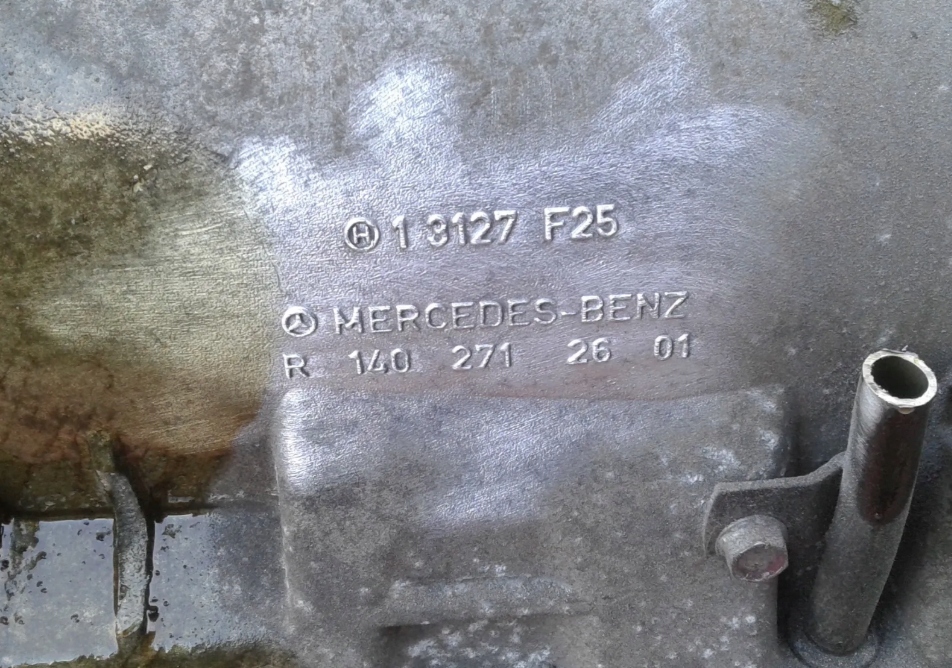 H 1 3127 F25
MERCEDES-BENZ
R 140 271 26 01